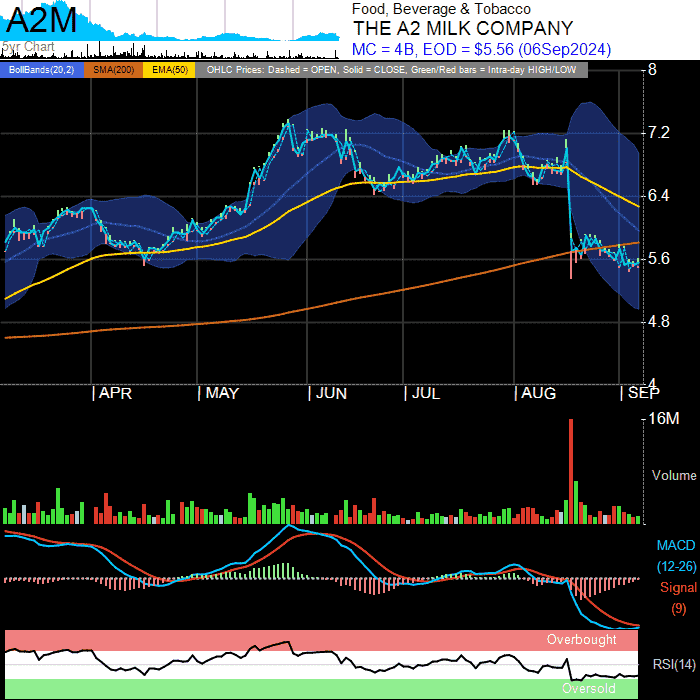 A2M
5yr Chart
Food, Beverage & Tobacco
THE A2 MILK COMPANY
MC = 4B, EOD = $5.56 (06Sep2024)
BollBands(20,2) SMA(200) EMA(50) OHLC Prices: Dashed = OPEN, Solid = CLOSE, Green/Red bars = Intra-day HIGH/LOW
8
7.2
6.4
5.6
4.8
4
| APR | MAY | JUN | JUL | AUG | SEP
16M
Volume
MACD
(12-26)
Signal
(9)
Overbought
RSI(14)
Oversold